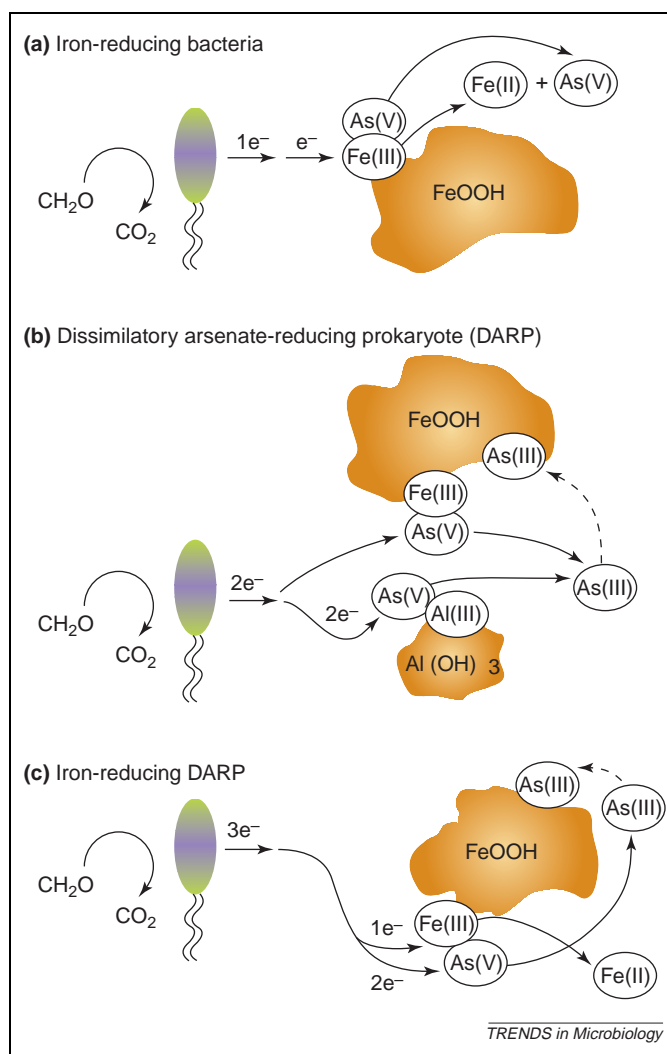 (a) Iron-reducing bacteria
As(V)
Fe(II) + As(V)
1e⁻ e⁻
Fe(III)
FeOOH
CH₂O
CO₂
(b) Dissimilatory arsenate-reducing prokaryote (DARP)
FeOOH
As(III)
Fe(III)
As(V)
2e⁻
As(III)
As(V)
2e⁻
Al(III)
CH₂O
CO₂
Al (OH) 3
(c) Iron-reducing DARP
As(III)
As(III)
3e⁻
FeOOH
CH₂O
CO₂
1e⁻
Fe(III)
As(V)
2e⁻
Fe(II)
TRENDS in Microbiology